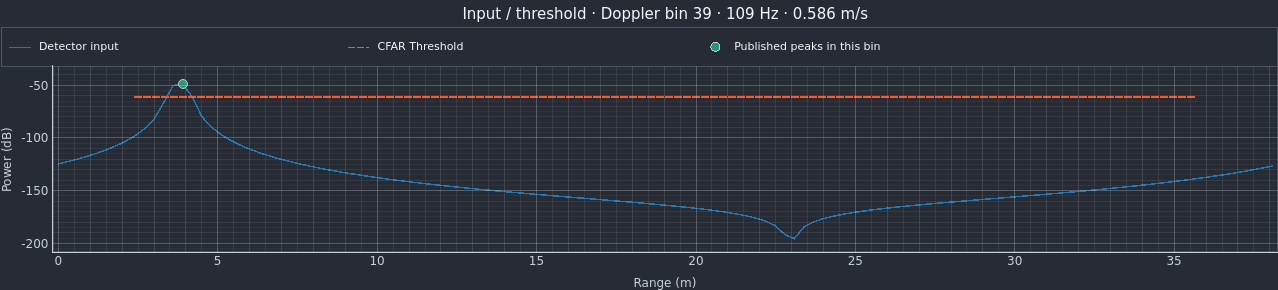 Input / threshold · Doppler bin 39 · 109 Hz · 0.586 m/s
Detector input CFAR Threshold Published peaks in this bin
-50
-100
-150
-200
Power (dB)
0 5 10 15 20 25 30 35
Range (m)